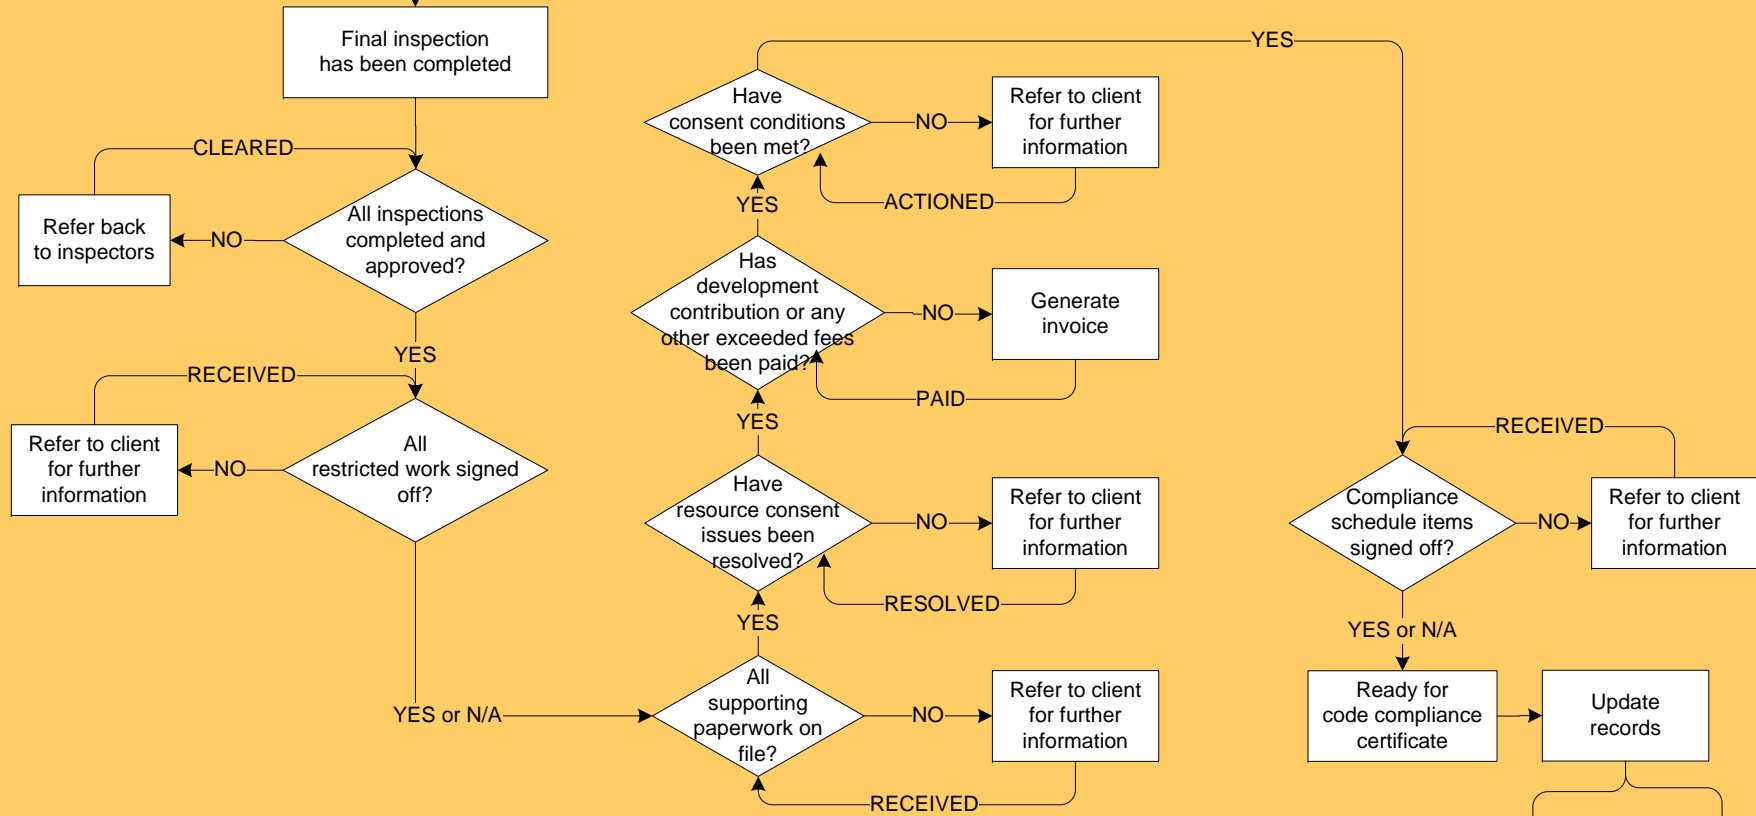 Final inspection
has been completed
CLEARED
Refer back
to inspectors
NO
All inspections
completed and
approved?
YES
RECEIVED
Refer to client
for further
information
NO
All
restricted work signed
off?
YES or N/A
All
supporting
paperwork on
file?
NO
Refer to client
for further
information
RECEIVED
YES
Have
resource consent
issues been
resolved?
NO
Refer to client
for further
information
RESOLVED
YES
Has
development
contribution or any
other exceeded fees
been paid?
NO
Generate
invoice
PAID
YES
Have
consent conditions
been met?
NO
Refer to client
for further
information
ACTIONED
YES
Compliance
schedule items
signed off?
NO
Refer to client
for further
information
RECEIVED
YES or N/A
Ready for
code compliance
certificate
Update
records